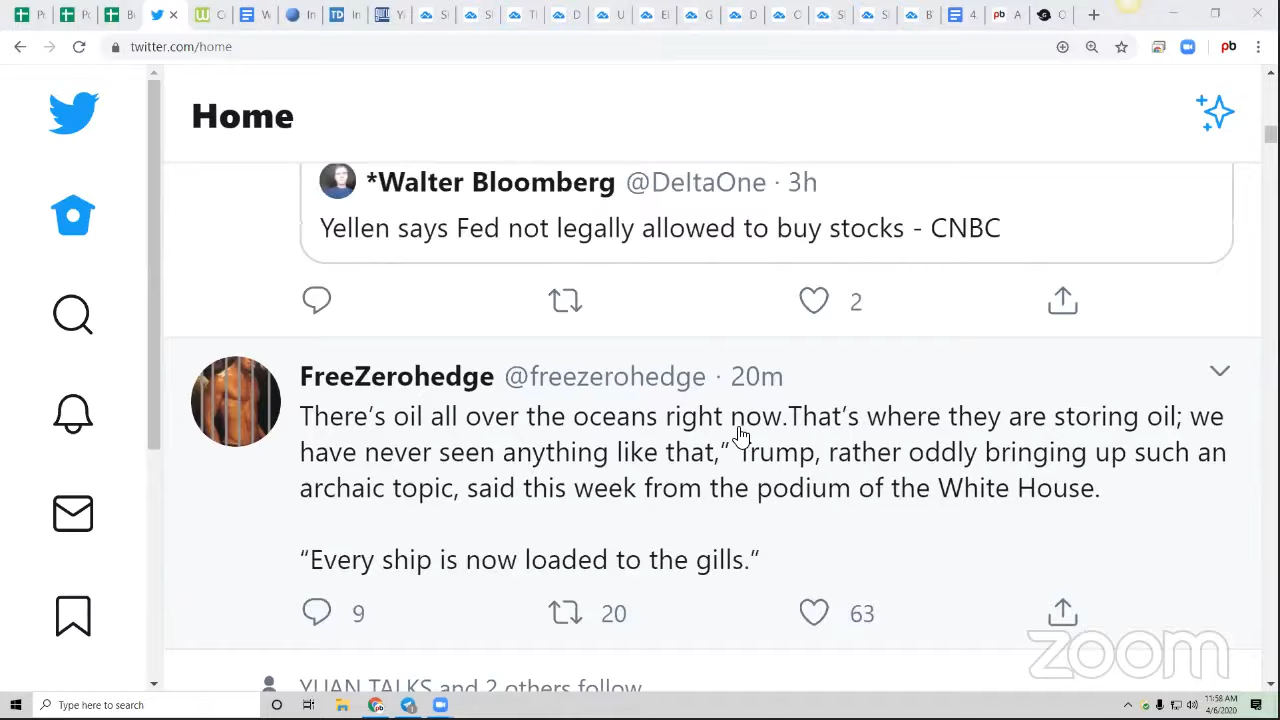 twitter.com/home
pb
Home
*Walter Bloomberg @DeItaOne · 3h
Yellen says Fed not legally allowed to buy stocks - CNBC
2
FreeZerohedge @freezerohedge · 20m
There’s oil all over the oceans right now.That’s where they are storing oil; we
have never seen anything like that,” Trump, rather oddly bringing up such an
archaic topic, said this week from the podium of the White House.
“Every ship is now loaded to the gills.”
9 20 63
zoom
YUAN TALKS and 2 others follow
Type here to search
11:58 AM
4/6/2020